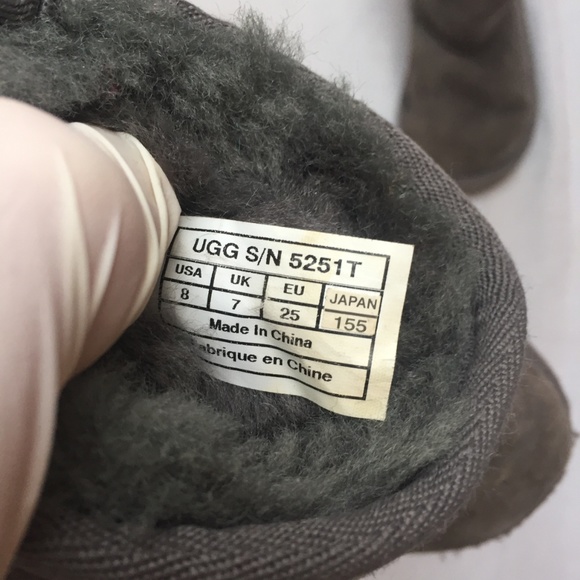 UGG S/N 5251T
USA UK EU JAPAN
8 7 25 155
Made In China
abrique en Chine